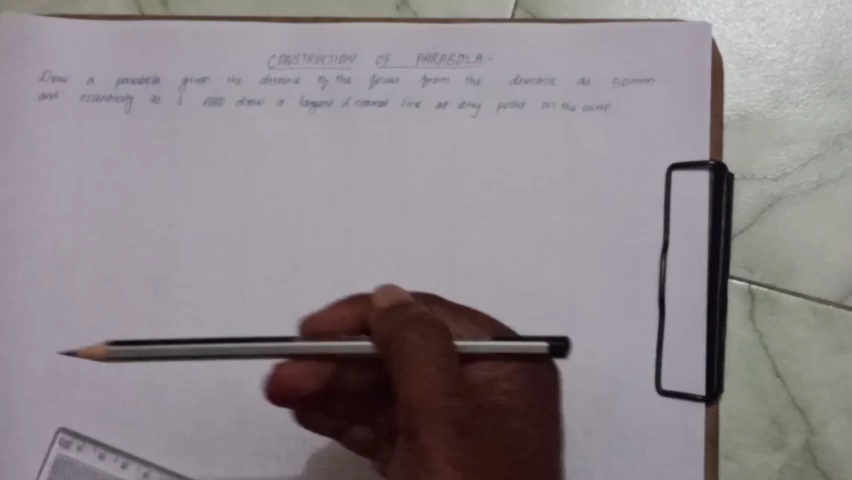 CONSTRUCTION OF PARABOLA:-
Draw a parabola given the distance of the focus from the directrix as 50mm
and eccentricity as 1 Also draw a tangent & normal line at any point on the curve